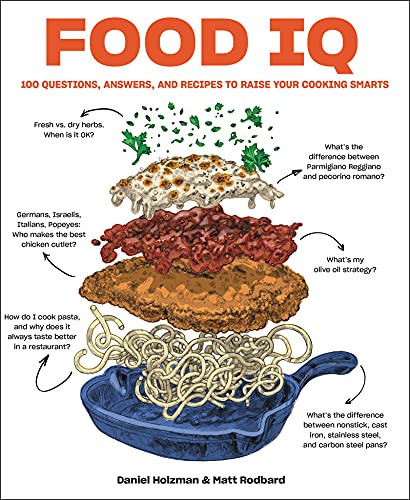 FOOD IQ
100 QUESTIONS, ANSWERS, AND RECIPES TO RAISE YOUR COOKING SMARTS
Fresh vs. dry herbs.
When is it OK?
What's the
difference between
Parmigiano Reggiano
and pecorino romano?
Germans, Israelis,
Italians, Popeyes:
Who makes the best
chicken cutlet?
What's my
olive oil strategy?
How do I cook pasta,
and why does it
always taste better
in a restaurant?
What's the difference
between nonstick, cast
iron, stainless steel,
and carbon steel pans?
Daniel Holzman & Matt Rodbard